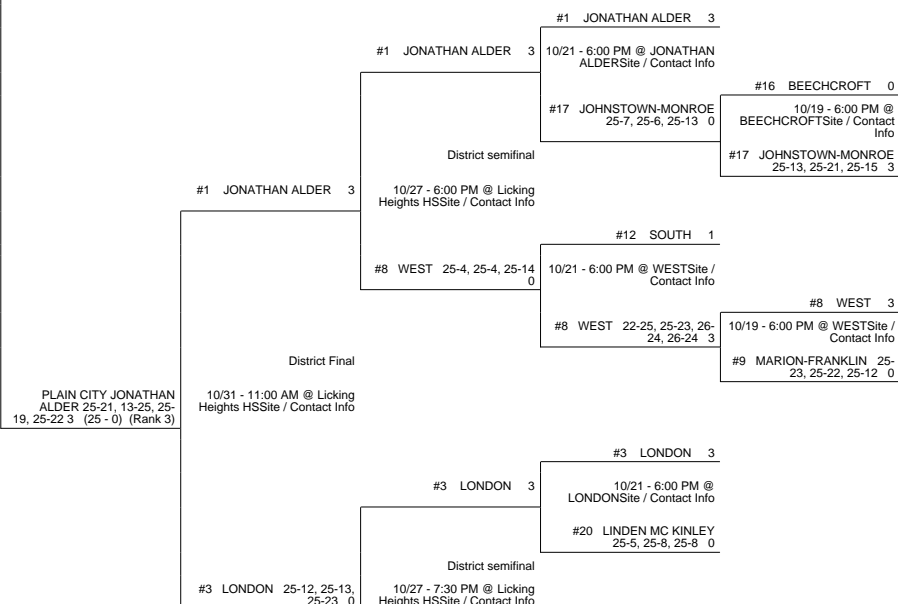 #1 JONATHAN ALDER 3
#1 JONATHAN ALDER 3
10/21 - 6:00 PM @ JONATHAN
ALDERSite / Contact Info
#16 BEECHCROFT 0
#17 JOHNSTOWN-MONROE
25-7, 25-6, 25-13 0
10/19 - 6:00 PM @
BEECHCROFTSite / Contact
Info
District semifinal
#17 JOHNSTOWN-MONROE
25-13, 25-21, 25-15 3
#1 JONATHAN ALDER 3
10/27 - 6:00 PM @ Licking
Heights HSSite / Contact Info
#12 SOUTH 1
#8 WEST 25-4, 25-4, 25-14
0
10/21 - 6:00 PM @ WESTSite /
Contact Info
#8 WEST 3
#8 WEST 22-25, 25-23, 26-
24, 26-24 3
10/19 - 6:00 PM @ WESTSite /
Contact Info
District Final
#9 MARION-FRANKLIN 25-
23, 25-22, 25-12 0
PLAIN CITY JONATHAN
ALDER 25-21, 13-25, 25-
19, 25-22 3 (25 - 0) (Rank 3)
10/31 - 11:00 AM @ Licking
Heights HSSite / Contact Info
#3 LONDON 3
#3 LONDON 3
10/21 - 6:00 PM @
LONDONSite / Contact Info
#20 LINDEN MC KINLEY
25-5, 25-8, 25-8 0
District semifinal
#3 LONDON 25-12, 25-13,
25-23 0
10/27 - 7:30 PM @ Licking
Heights HSSite / Contact Info